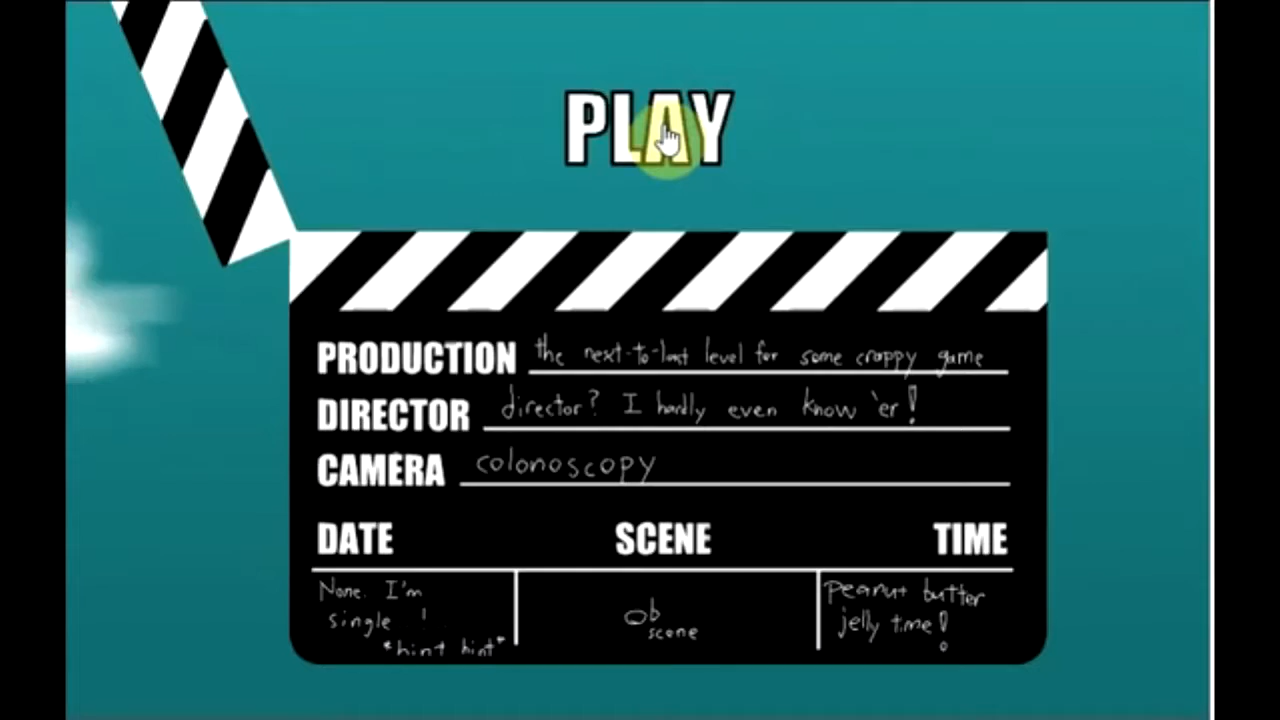 PLAY
PRODUCTION the next-to-last level for some crappy game
DIRECTOR director? I hardly even know 'er!
CAMERA colonoscopy
DATE SCENE TIME
None. I'm
single!
*hint hint*
Ob
scene
Peanut butter
jelly time!